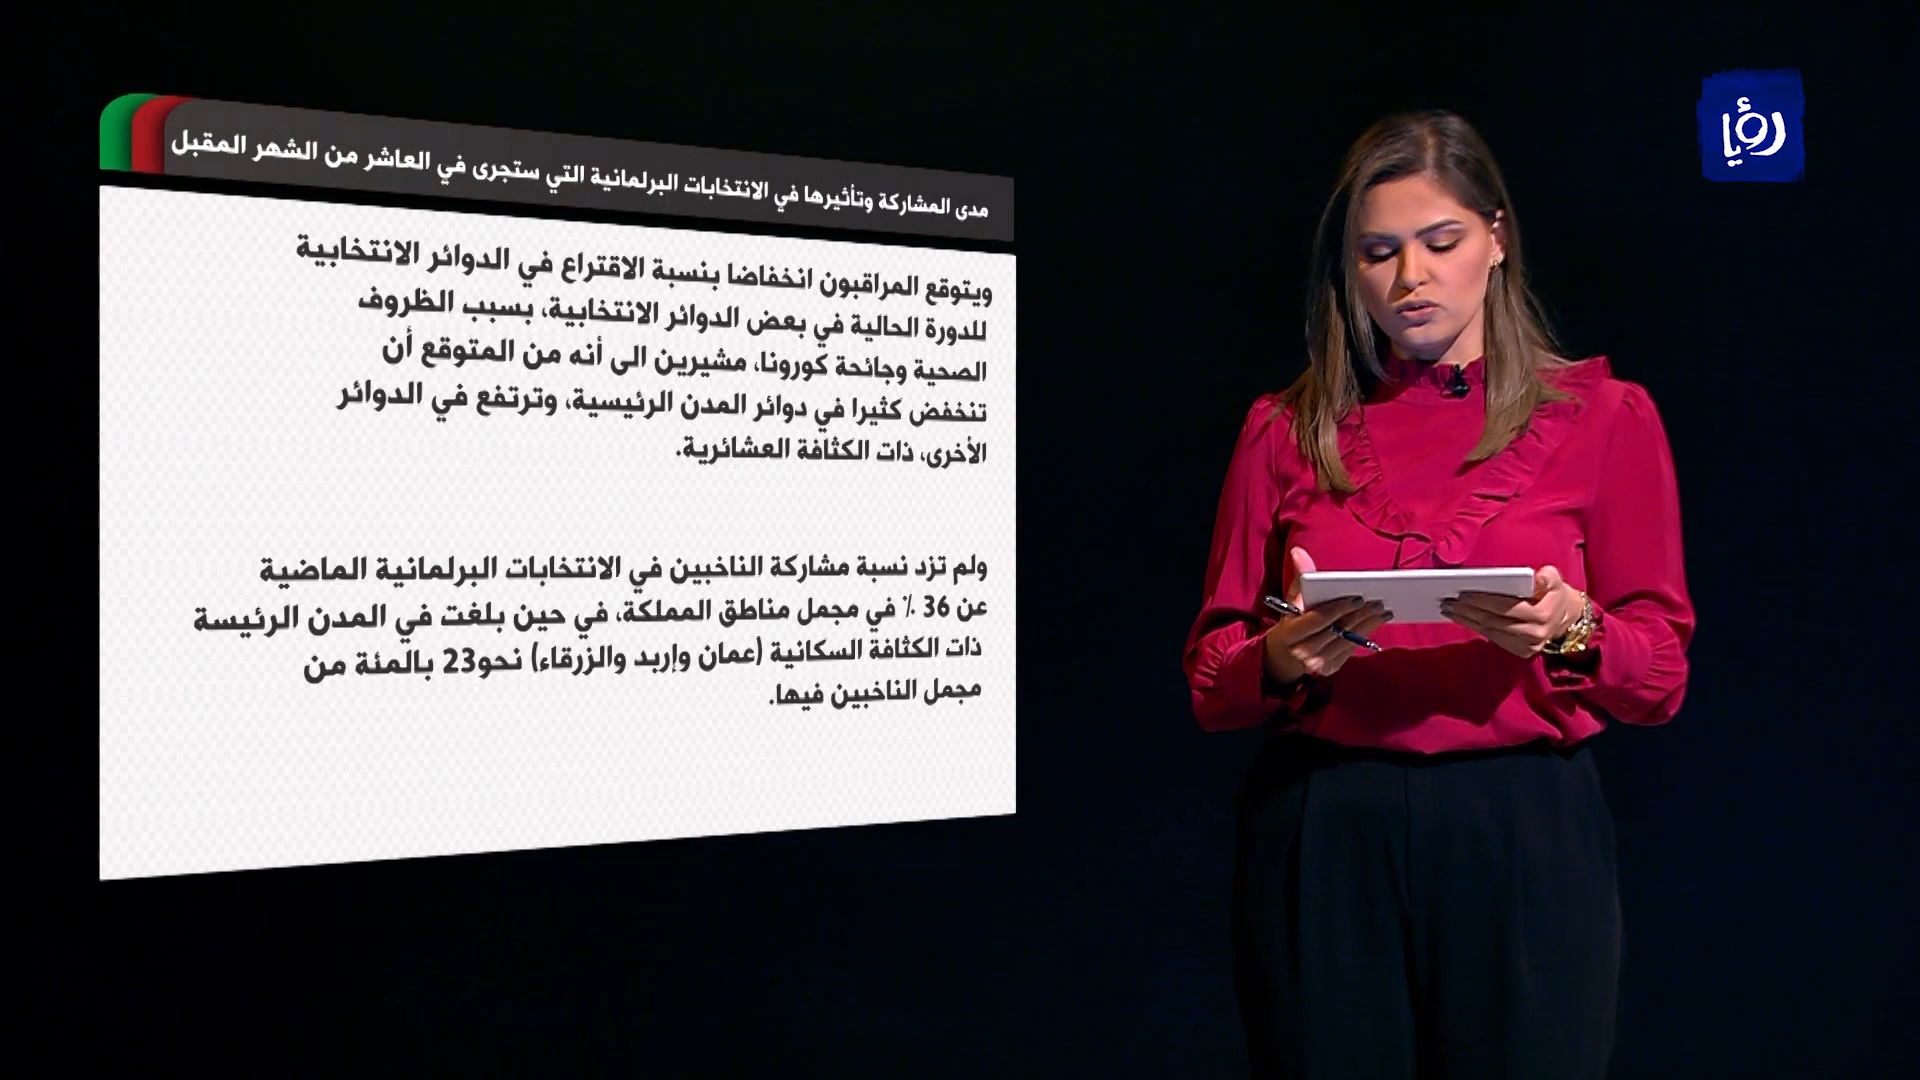 رؤيا
مدى المشاركة وتأثيرها في الانتخابات البرلمانية التي ستجرى في العاشر من الشهر المقبل
ويتوقع المراقبون انخفاضا بنسبة الاقتراع في الدوائر الانتخابية
للدورة الحالية في بعض الدوائر الانتخابية، بسبب الظروف
الصحية وجائحة كورونا، مشيرين الى أنه من المتوقع أن
تنخفض كثيرا في دوائر المدن الرئيسية، وترتفع في الدوائر
الأخرى، ذات الكثافة العشائرية.
ولم تزد نسبة مشاركة الناخبين في الانتخابات البرلمانية الماضية
عن 36 ٪ في مجمل مناطق المملكة، في حين بلغت في المدن الرئيسة
ذات الكثافة السكانية (عمان وإربد والزرقاء) نحو23 بالمئة من
مجمل الناخبين فيها.